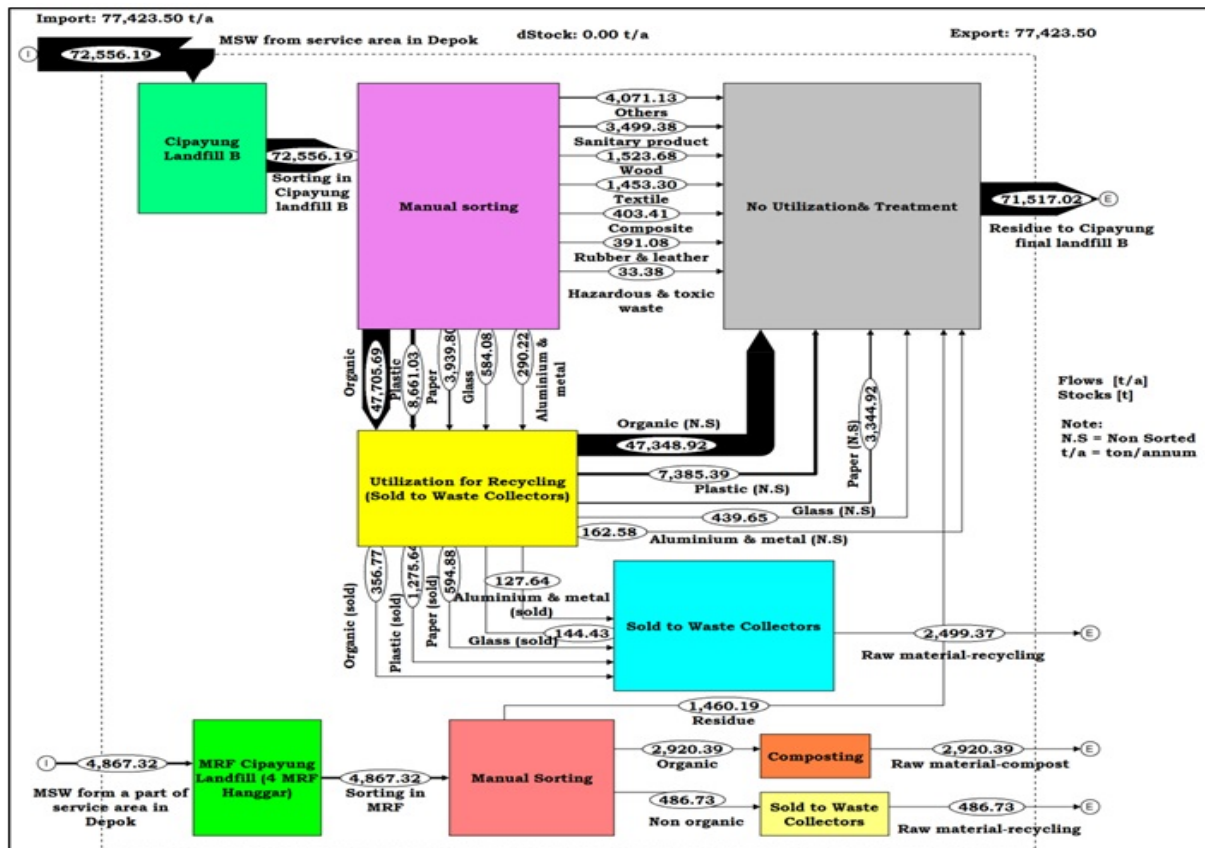 Import: 77,423.50 t/a
dStock: 0.00 t/a
Export: 77,423.50
I
72,556.19
MSW from service area in Depok
Cipayung
Landfill B
72,556.19
Sorting in
Cipayung
landfill B
Manual sorting
4,071.13
Others
3,499.38
Sanitary product
1,523.68
Wood
1,453.30
Textile
403.41
Composite
391.08
Rubber & leather
33.38
Hazardous & toxic
waste
No Utilization& Treatment
71,517.02
E
Residue to Cipayung
final landfill B
Organic
47,705.69
Plastic
8,661.03
Paper
3,939.80
Glass
584.08
290.22
Aluminium &
metal
Flows [t/a]
Stocks [t]
Note:
N.S = Non Sorted
t/a = ton/annum
Utilization for Recycling
(Sold to Waste Collectors)
Organic (N.S)
47,348.92
7,385.39
Plastic (N.S)
Paper (N.S)
3,344.92
439.65
Glass (N.S)
162.58
Aluminium & metal (N.S)
Organic (sold)
356.77
Plastic (sold)
1,275.64
Paper (sold)
594.88
127.64
Aluminium & metal
(sold)
144.43
Glass (sold)
Sold to Waste Collectors
2,499.37
E
Raw material-recycling
1,460.19
Residue
I
4,867.32
MSW form a part of
service area in
Depok
MRF Cipayung
Landfill (4 MRF
Hanggar)
4,867.32
Sorting in
MRF
Manual Sorting
2,920.39
Organic
Composting
2,920.39
E
Raw material-compost
486.73
Non organic
Sold to Waste
Collectors
486.73
E
Raw material-recycling